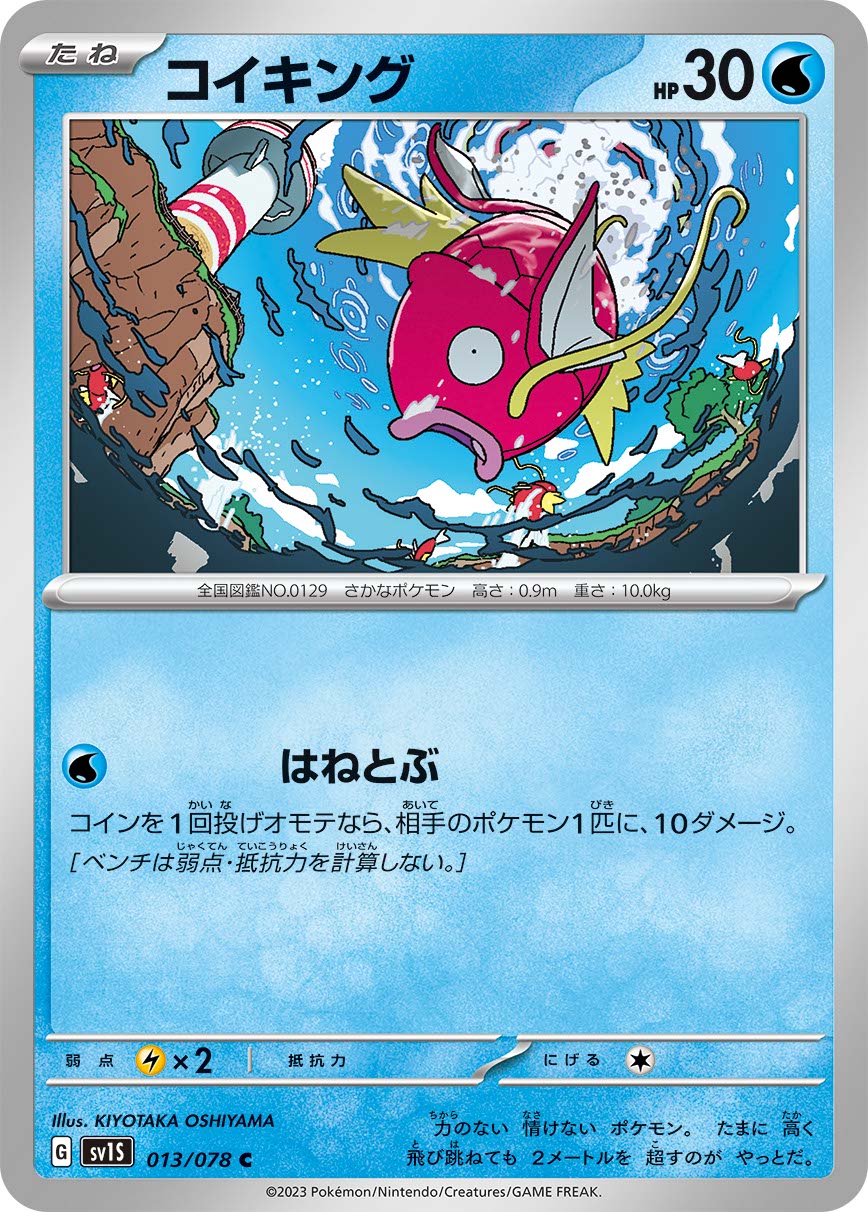 たね
コイキング
HP30
全国図鑑NO.0129 さかなポケモン 高さ:0.9m 重さ:10.0kg
はねとぶ
コインを1回投げオモテなら、相手のポケモン1匹に、10ダメージ。
[ベンチは弱点・抵抗力を計算しない。]
弱点 ×2 抵抗力 にげる
Illus. KIYOTAKA OSHIYAMA
力のない 情けない ポケモン。 たまに 高く
飛び跳ねても 2メートルを 超すのが やっとだ。
G sv1S 013/078 C
©2023 Pokémon/Nintendo/Creatures/GAME FREAK.